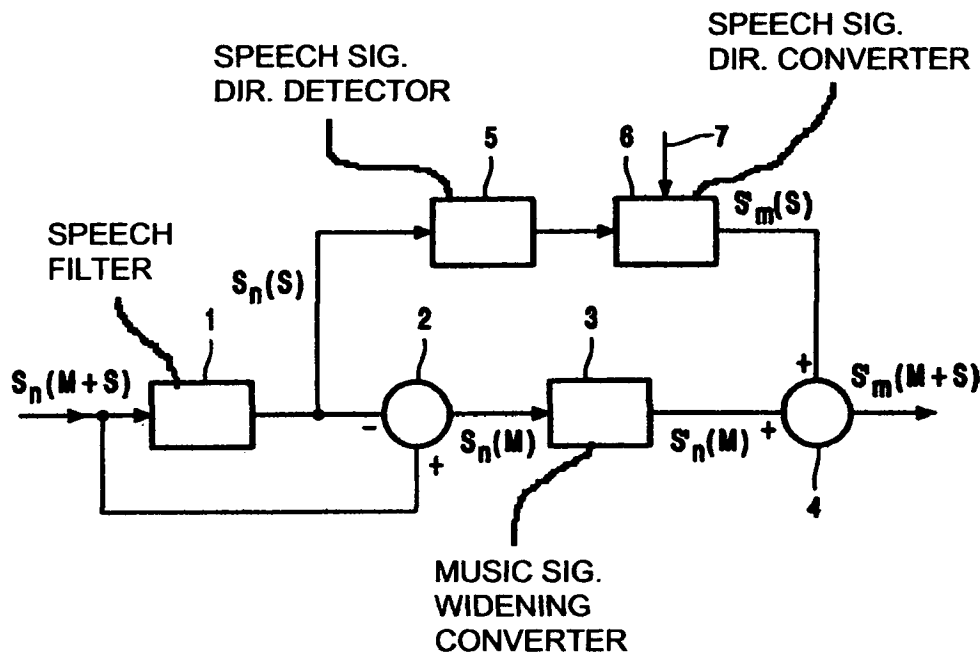 SPEECH SIG.
DIR. DETECTOR
SPEECH SIG.
DIR. CONVERTER
5
6
7
S'm(S)
SPEECH
FILTER
Sn(S)
1
2
3
Sn(M+S)
-
+
Sn(M)
S'n(M)
+
+
S'm(M+S)
4
MUSIC SIG.
WIDENING
CONVERTER